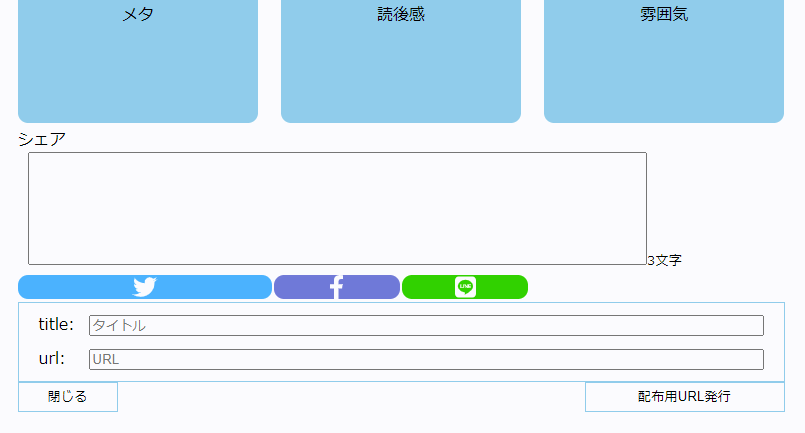 メタ 読後感 雰囲気
シェア
3文字
LINE
title: タイトル
url: URL
閉じる 配布用URL発行